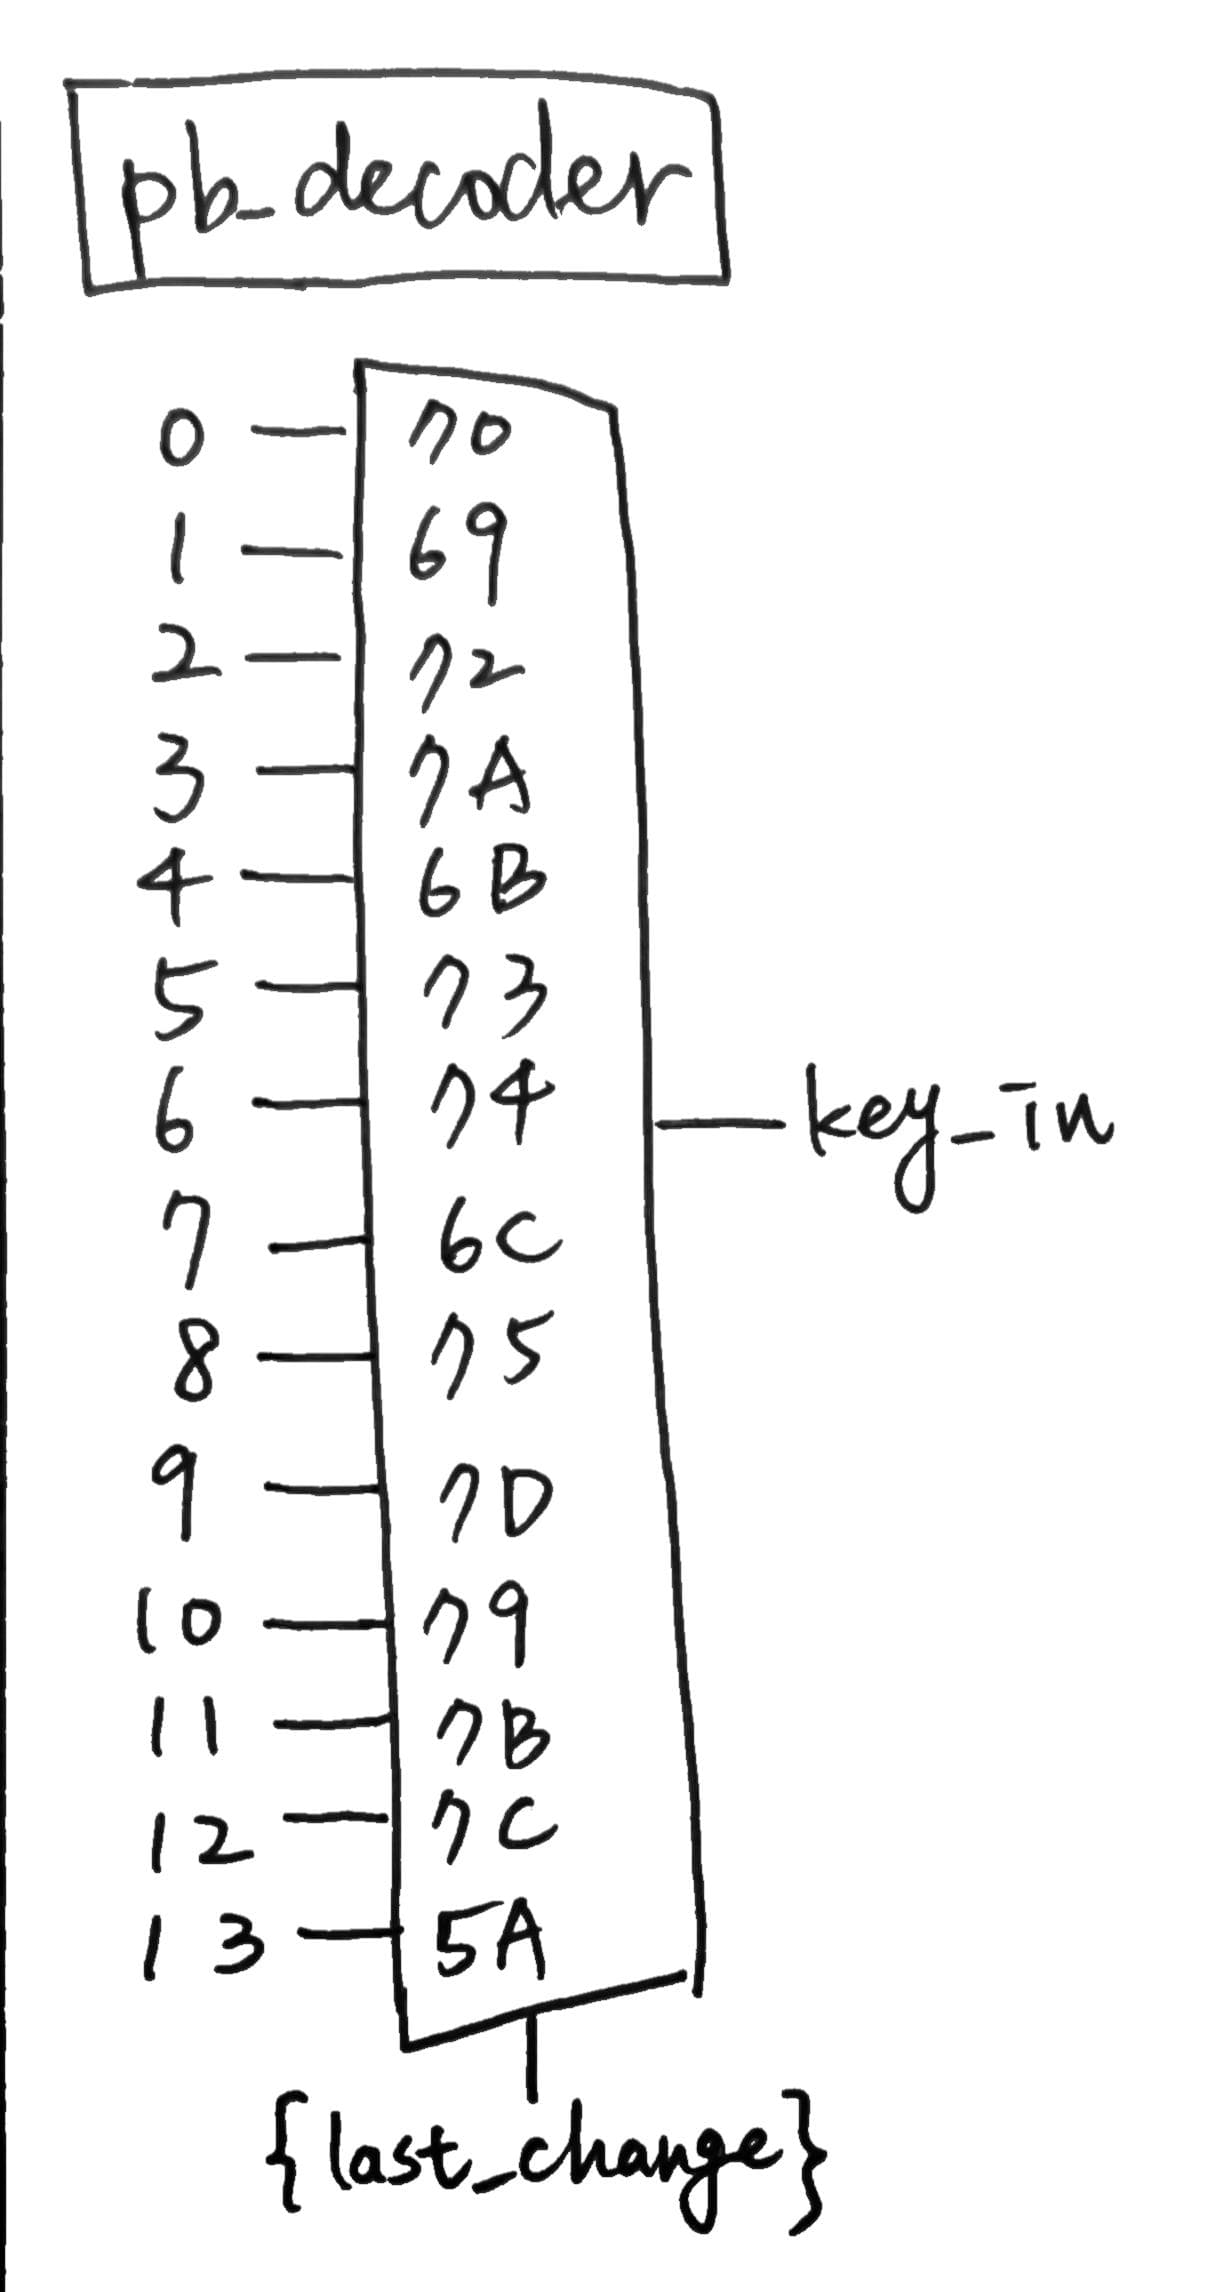 pb_decoder
0 70
1 69
2 72
3 7A
4 6B
5 73
6 74
key_in
7 6C
8 75
9 7D
10 79
11 7B
12 7C
13 5A
{last_change}